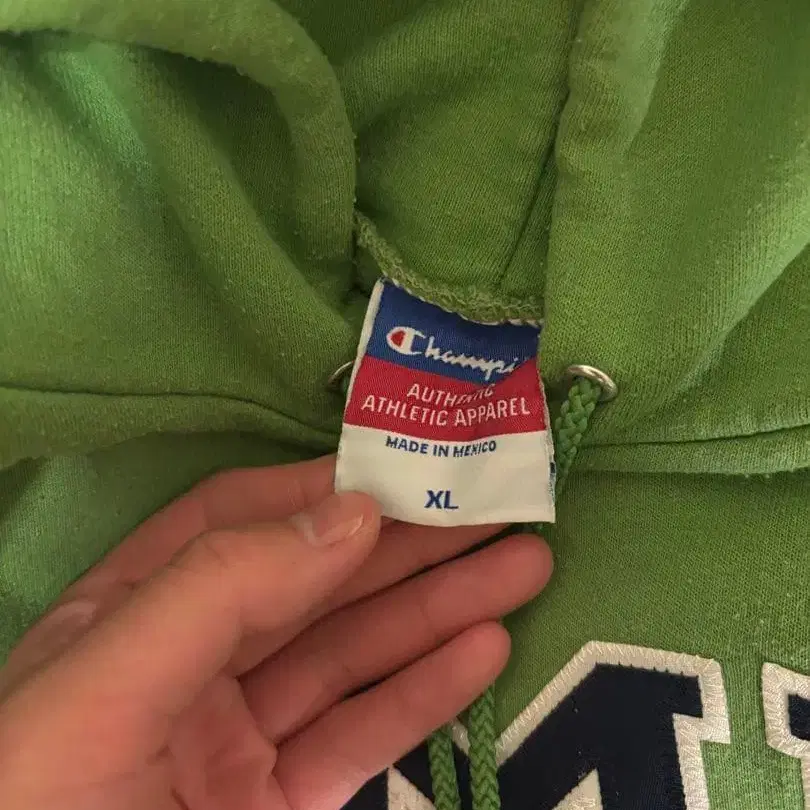 Champi
AUTHENTIC
ATHLETIC APPAREL
MADE IN MEXICO
XL
M